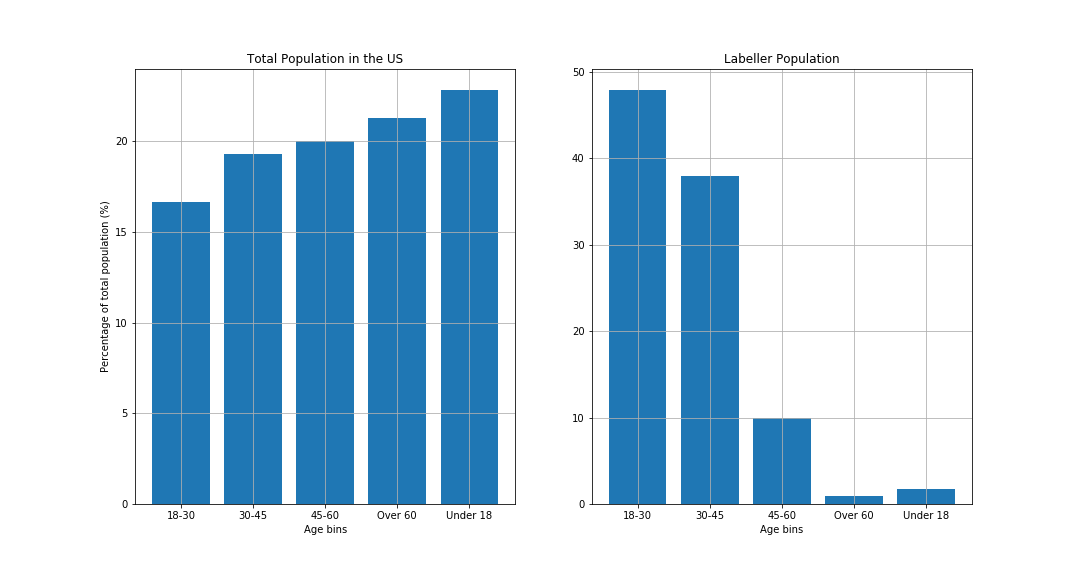 Total Population in the US
Percentage of total population (%)
20
15
10
5
0
18-30 30-45 45-60 Over 60 Under 18
Age bins
Labeller Population
50
40
30
20
10
0
18-30 30-45 45-60 Over 60 Under 18
Age bins